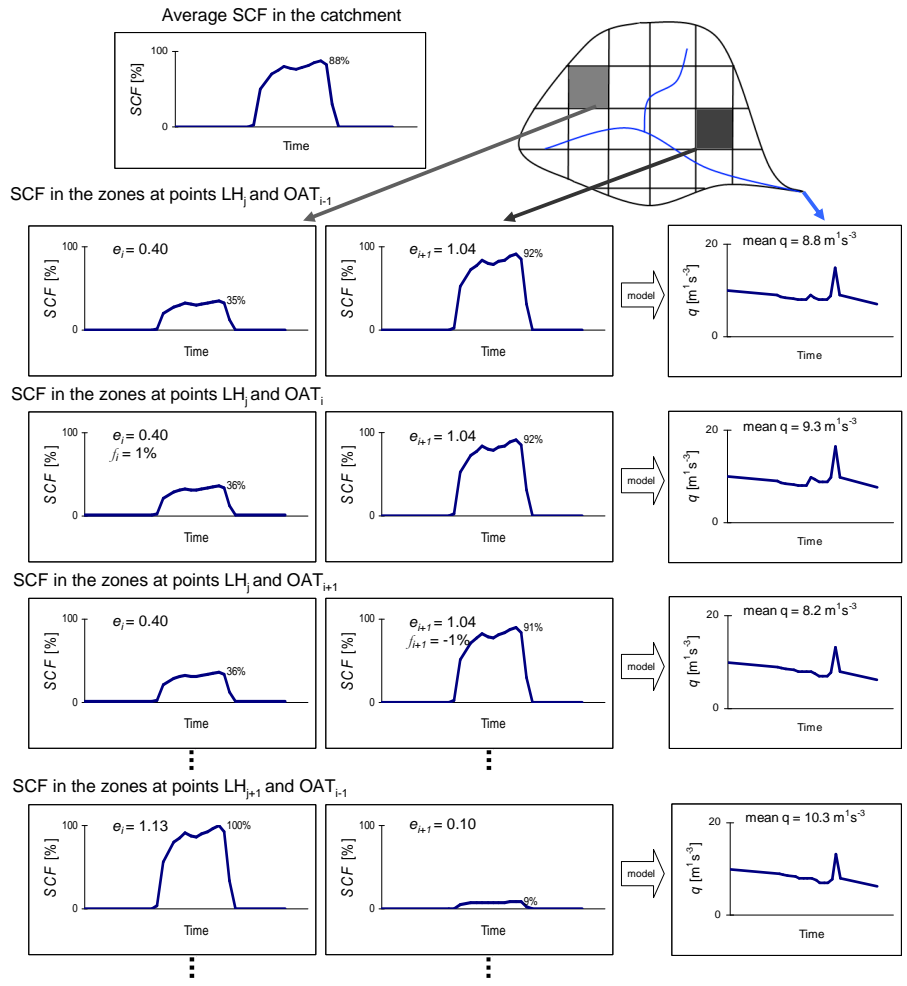 Average SCF in the catchment
SCF [%]
100
0
88%
Time
SCF in the zones at points LHj and OATi-1
SCF [%]
100
0
ei = 0.40
35%
Time
SCF [%]
100
0
ei+1 = 1.04
92%
Time
model
mean q = 8.8 m¹s⁻³
q [m¹s⁻³]
20
0
Time
SCF in the zones at points LHj and OATi
SCF [%]
100
0
ei = 0.40
fi = 1%
36%
Time
SCF [%]
100
0
ei+1 = 1.04
92%
Time
model
mean q = 9.3 m¹s⁻³
q [m¹s⁻³]
20
0
Time
SCF in the zones at points LHj and OATi+1
SCF [%]
100
0
ei = 0.40
36%
Time
SCF [%]
100
0
ei+1 = 1.04
fi+1 = -1%
91%
Time
model
mean q = 8.2 m¹s⁻³
q [m¹s⁻³]
20
0
Time
SCF in the zones at points LHj+1 and OATi-1
SCF [%]
100
0
ei = 1.13
100%
Time
SCF [%]
100
0
ei+1 = 0.10
9%
Time
model
mean q = 10.3 m¹s⁻³
q [m¹s⁻³]
20
0
Time